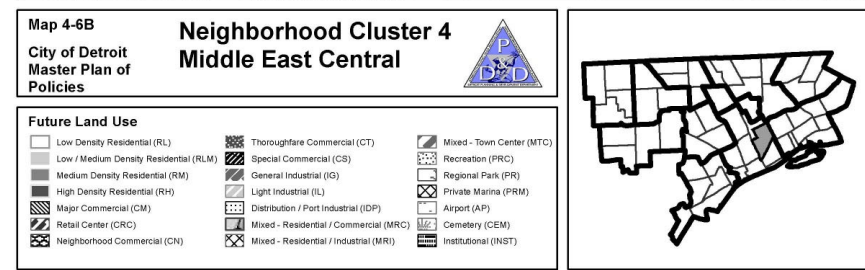 Map 4-6B
City of Detroit
Master Plan of
Policies
Neighborhood Cluster 4
Middle East Central
P
&
D D
Future Land Use
Low Density Residential (RL)
Low / Medium Density Residential (RLM)
Medium Density Residential (RM)
High Density Residential (RH)
Major Commercial (CM)
Retail Center (CRC)
Neighborhood Commercial (CN)
Thoroughfare Commercial (CT)
Special Commercial (CS)
General Industrial (IG)
Light Industrial (IL)
Distribution / Port Industrial (IDP)
Mixed - Residential / Commercial (MRC)
Mixed - Residential / Industrial (MRI)
Mixed - Town Center (MTC)
Recreation (PRC)
Regional Park (PR)
Private Marina (PRM)
Airport (AP)
Cemetery (CEM)
Institutional (INST)